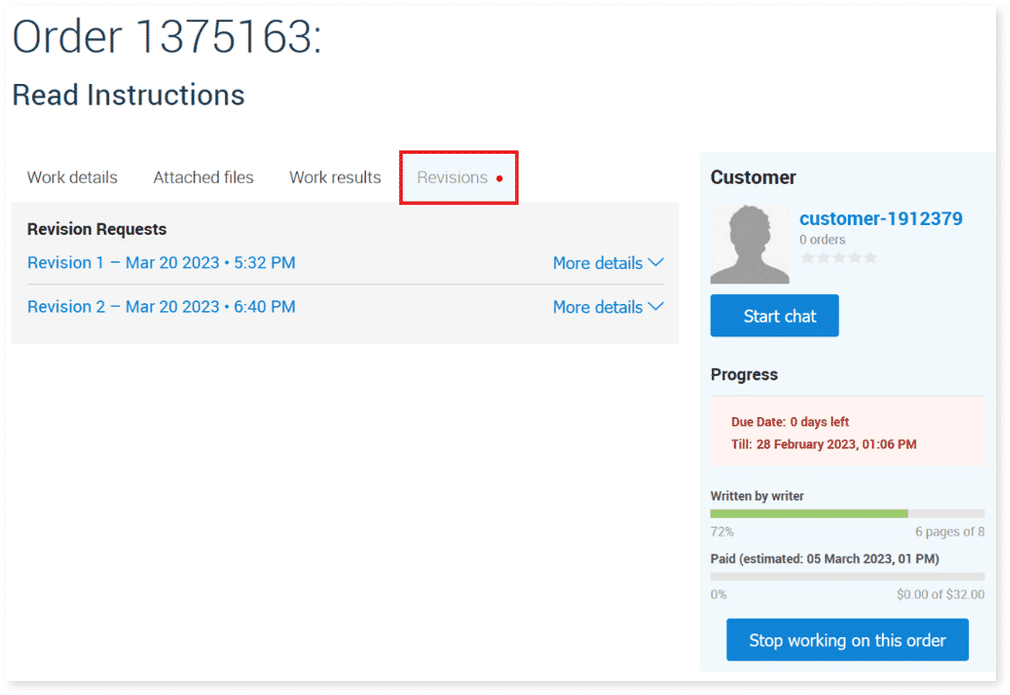 Order 1375163:
Read Instructions
Work details Attached files Work results Revisions
Revision Requests
Revision 1 – Mar 20 2023 • 5:32 PM More details
Revision 2 – Mar 20 2023 • 6:40 PM More details
Customer
customer-1912379
0 orders
Start chat
Progress
Due Date: 0 days left
Till: 28 February 2023, 01:06 PM
Written by writer
72% 6 pages of 8
Paid (estimated: 05 March 2023, 01 PM)
0% $0.00 of $32.00
Stop working on this order